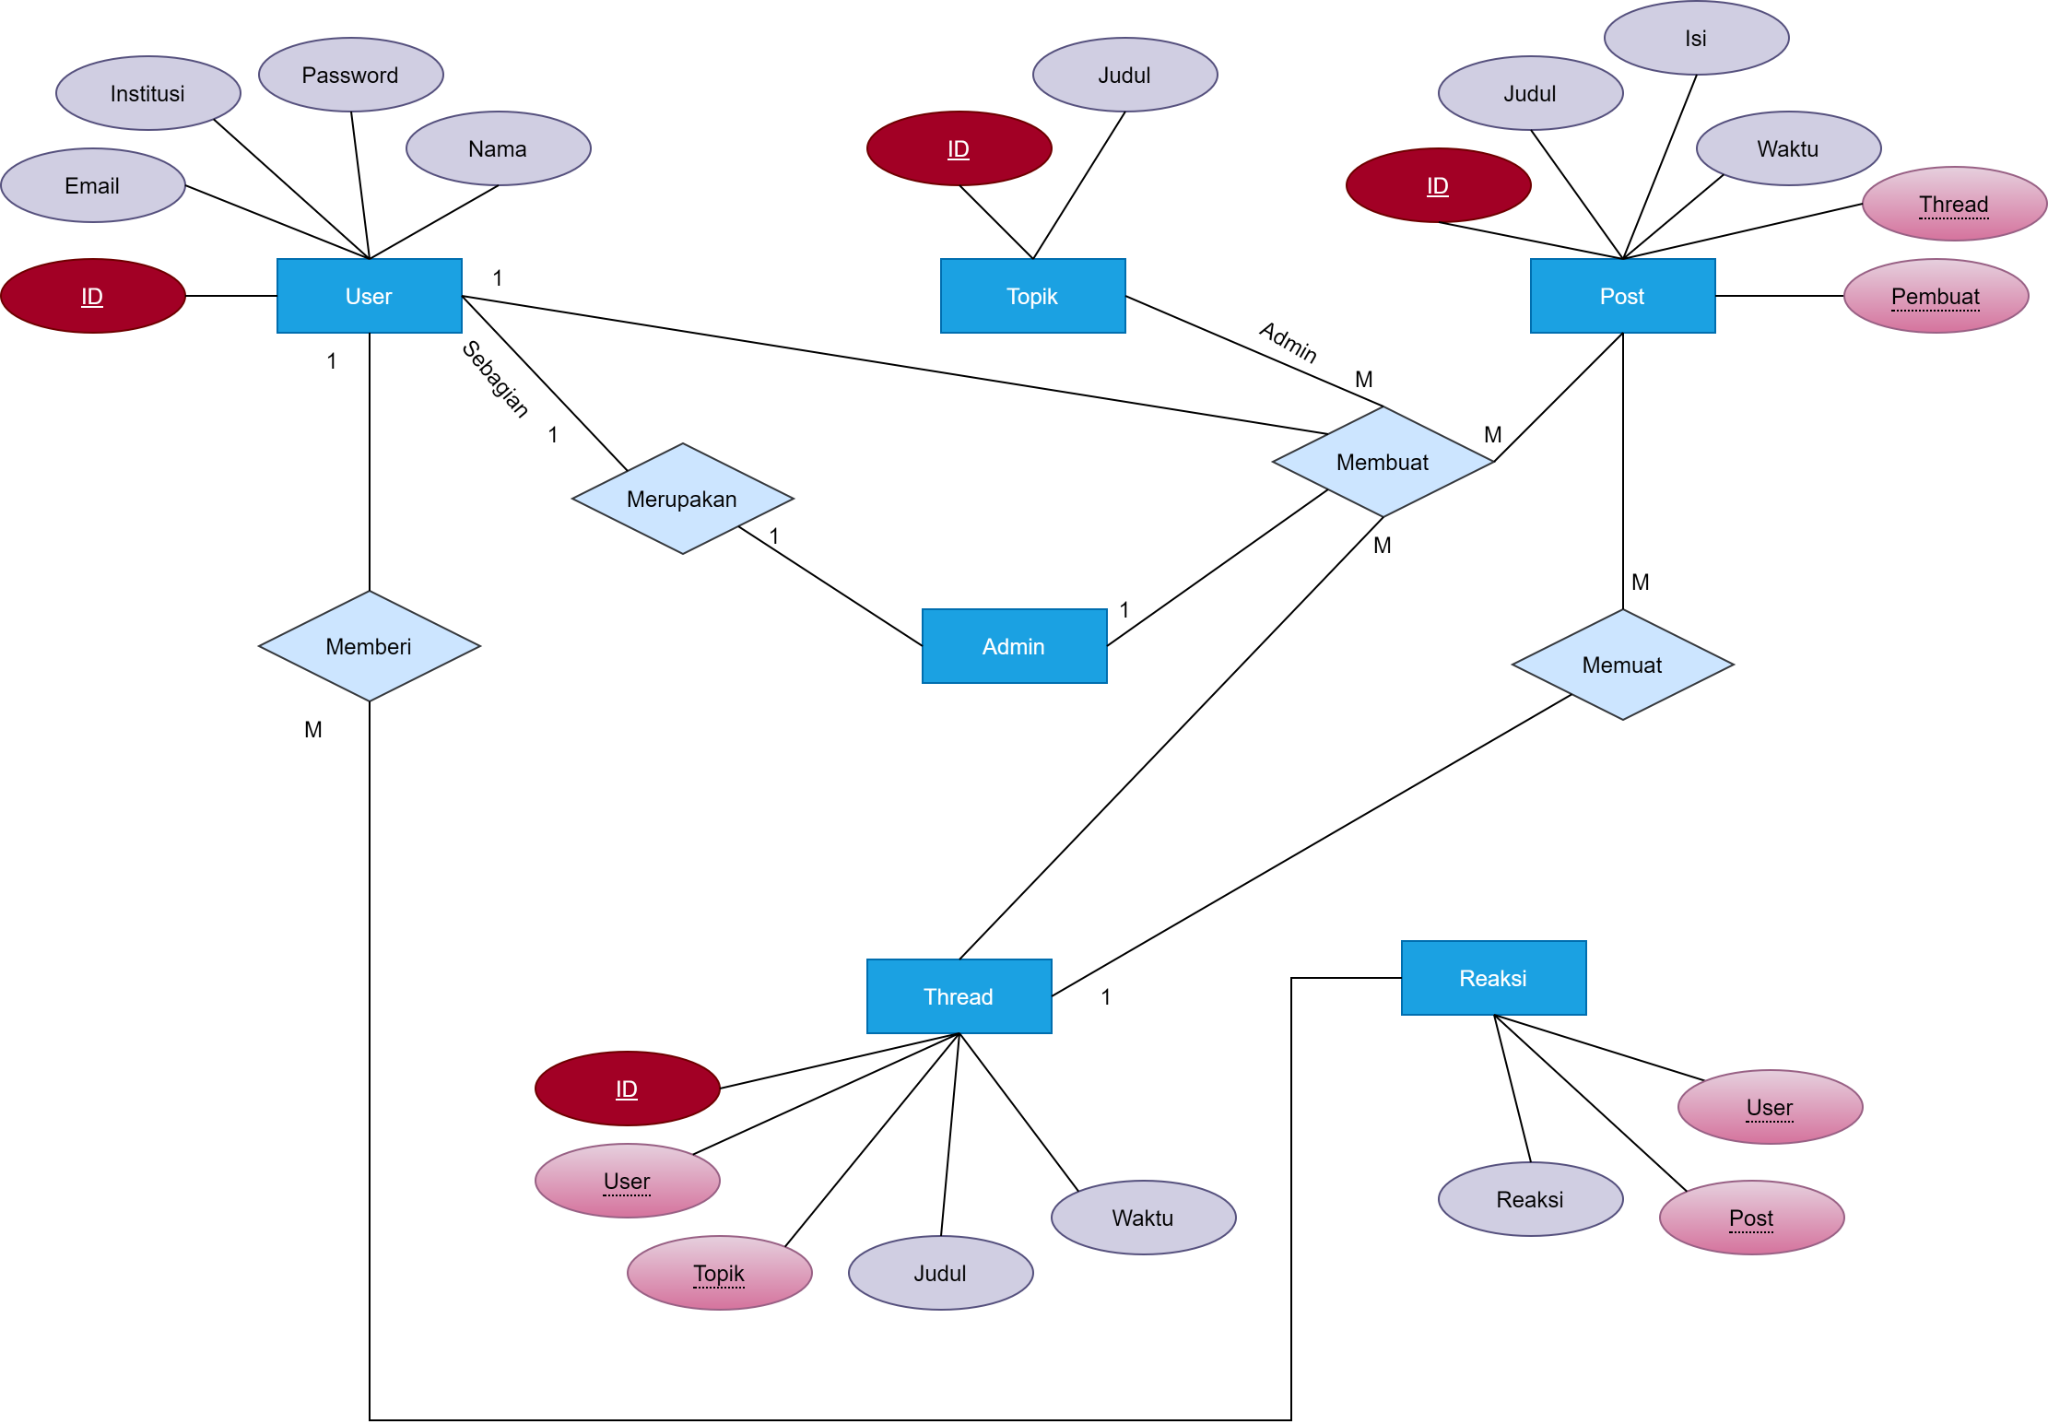 Isi
Password
Judul
Institusi
Judul
Nama
ID
Waktu
Email
ID
Thread
ID
User
1
Topik
Post
Pembuat
1
Sebagian
Admin
M
1
M
Membuat
Merupakan
1
M
M
1
Memberi
Admin
Memuat
M
Reaksi
Thread
1
ID
User
User
Reaksi
Waktu
Post
Topik
Judul